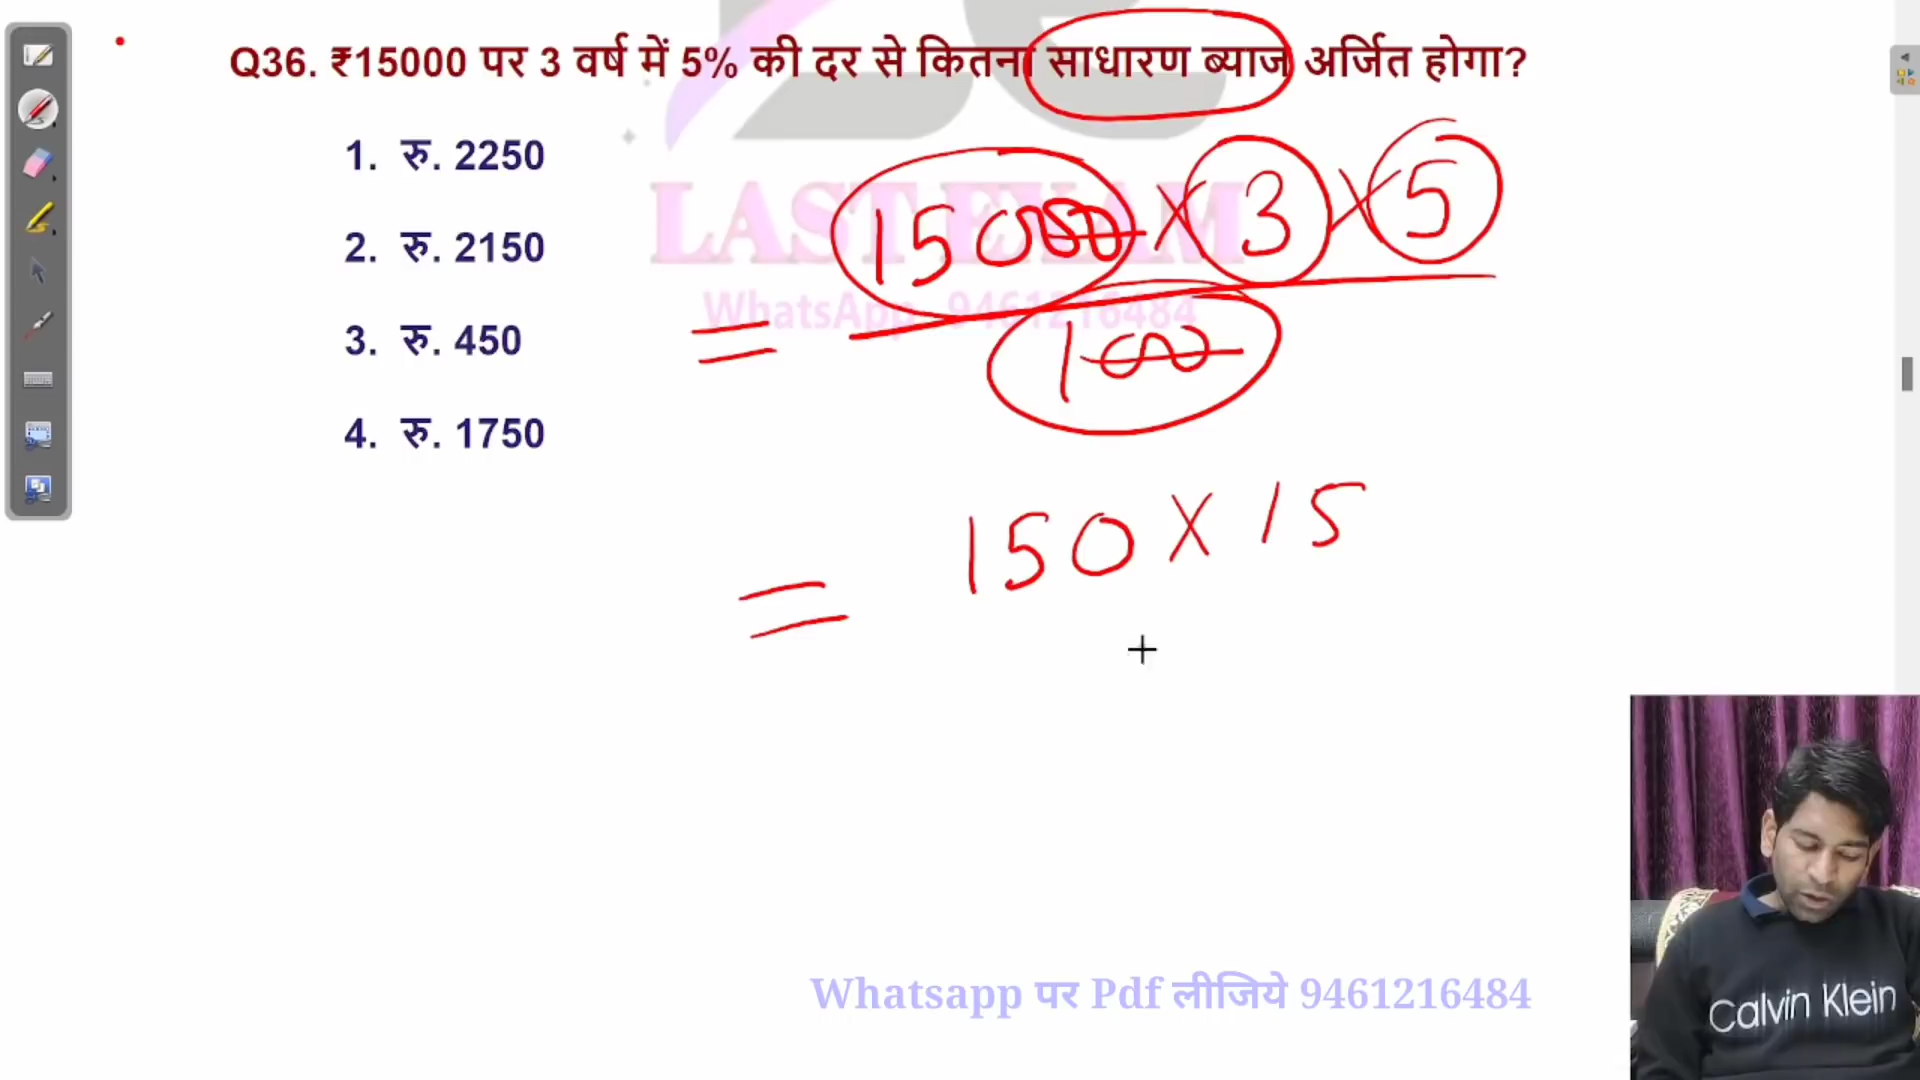 Q36. ₹15000 पर 3 वर्ष में 5% की दर से कितना साधारण ब्याज अर्जित होगा?
1. रु. 2250
2. रु. 2150
3. रु. 450
4. रु. 1750
15000 X 3 X 5
=
100
= 150 X 15
LAST EXAM
WhatsApp 9461216484
Whatsapp पर Pdf लीजिये 9461216484
Calvin Klein